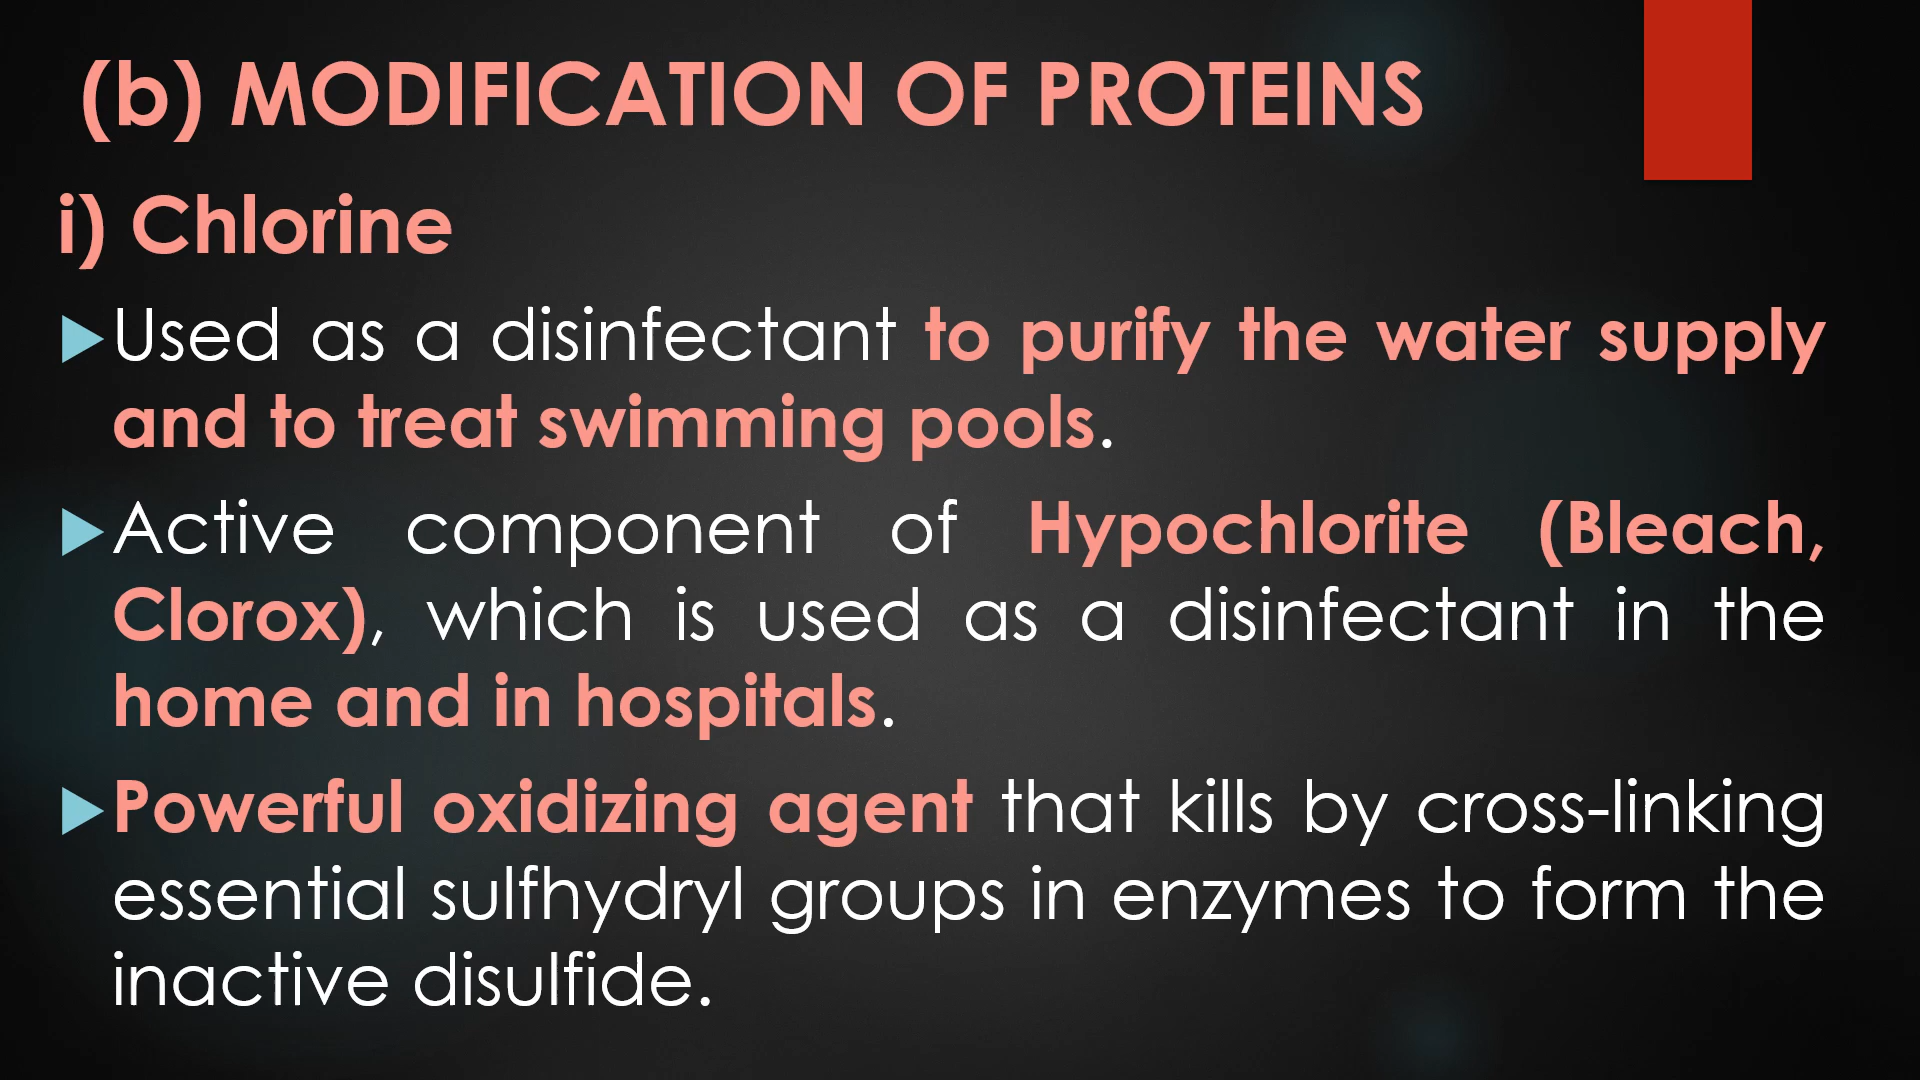 (b) MODIFICATION OF PROTEINS
i) Chlorine
Used as a disinfectant to purify the water supply
and to treat swimming pools.
Active component of Hypochlorite (Bleach,
Clorox), which is used as a disinfectant in the
home and in hospitals.
Powerful oxidizing agent that kills by cross-linking
essential sulfhydryl groups in enzymes to form the
inactive disulfide.